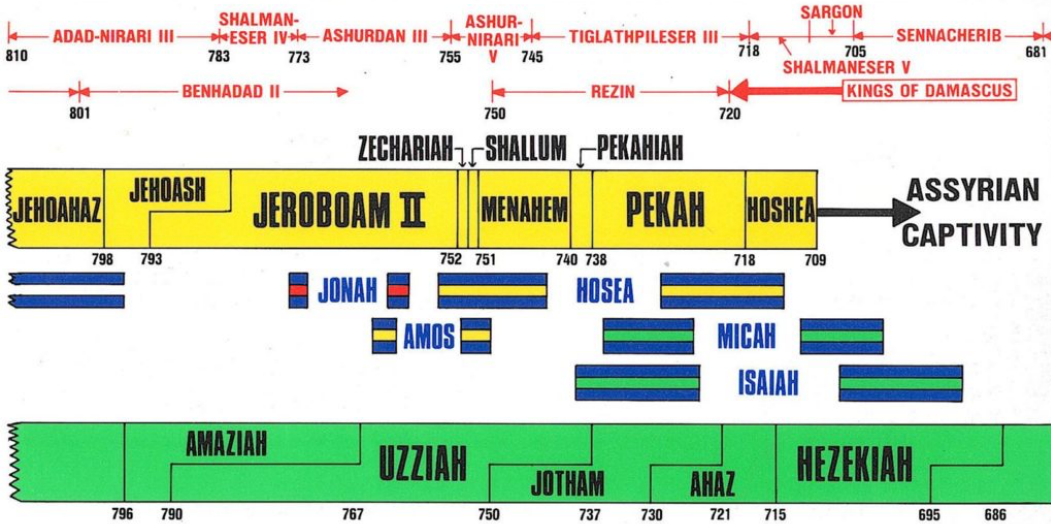 SHALMAN-
ESER IV
ASHUR-
NIRARI
V
SARGON
ADAD-NIRARI III
ASHURDAN III
TIGLATHPILESER III
SENNACHERIB
810
783
773
755
745
718
705
681
SHALMANESER V
BENHADAD II
REZIN
KINGS OF DAMASCUS
801
750
720
ZECHARIAH
SHALLUM
PEKAHIAH
JEHOAHAZ
JEHOASH
JEROBOAM II
MENAHEM
PEKAH
HOSHEA
ASSYRIAN
CAPTIVITY
798
793
752
751
740
738
718
709
JONAH
HOSEA
AMOS
MICAH
ISAIAH
AMAZIAH
UZZIAH
JOTHAM
AHAZ
HEZEKIAH
796
790
767
750
737
730
721
715
695
686